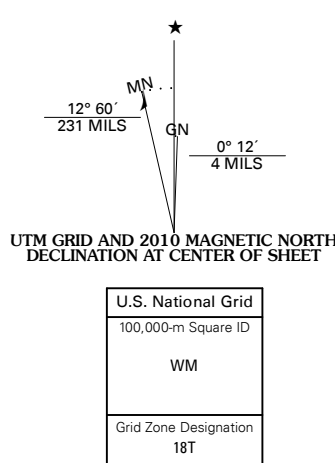 ★
MN
12° 60´
231 MILS
GN
0° 12´
4 MILS
UTM GRID AND 2010 MAGNETIC NORTH
DECLINATION AT CENTER OF SHEET
U.S. National Grid
100,000-m Square ID
WM
Grid Zone Designation
18T